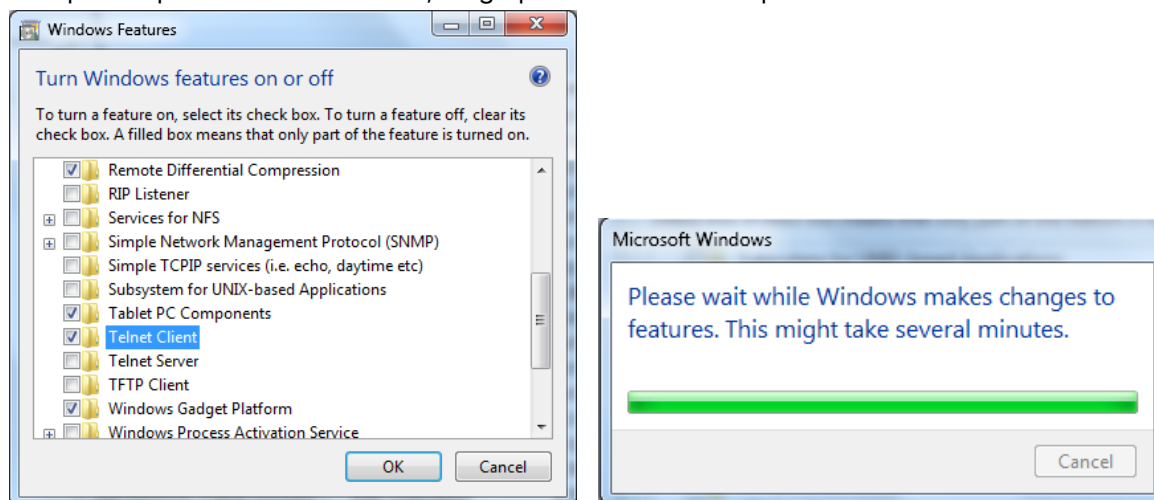 Windows Features
Turn Windows features on or off
To turn a feature on, select its check box. To turn a feature off, clear its
check box. A filled box means that only part of the feature is turned on.
Remote Differential Compression
RIP Listener
Services for NFS
Simple Network Management Protocol (SNMP)
Simple TCPIP services (i.e. echo, daytime etc)
Subsystem for UNIX-based Applications
Tablet PC Components
Telnet Client
Telnet Server
TFTP Client
Windows Gadget Platform
Windows Process Activation Service
OK Cancel
Microsoft Windows
Please wait while Windows makes changes to
features. This might take several minutes.
Cancel